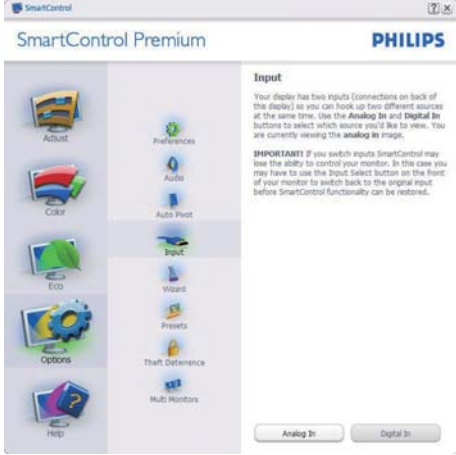 SmartControl
SmartControl Premium
PHILIPS
Adjust
Color
Eco
Options
Help
Preferences
Audio
Auto Pivot
Input
Wizard
Presets
Theft Deterrence
Multi Monitors
Input
Your display has two inputs (connections on back of
this display) so you can hook up two different sources
at the same time. Use the Analog In and Digital In
buttons to select which source you'd like to view. You
are currently viewing the analog in image.
IMPORTANT! If you switch inputs SmartControl may
lose the ability to control your monitor. In this case you
may have to use the Input Select button on the front
of your monitor to switch back to the original input
before SmartControl functionality can be restored.
Analog In
Digital In